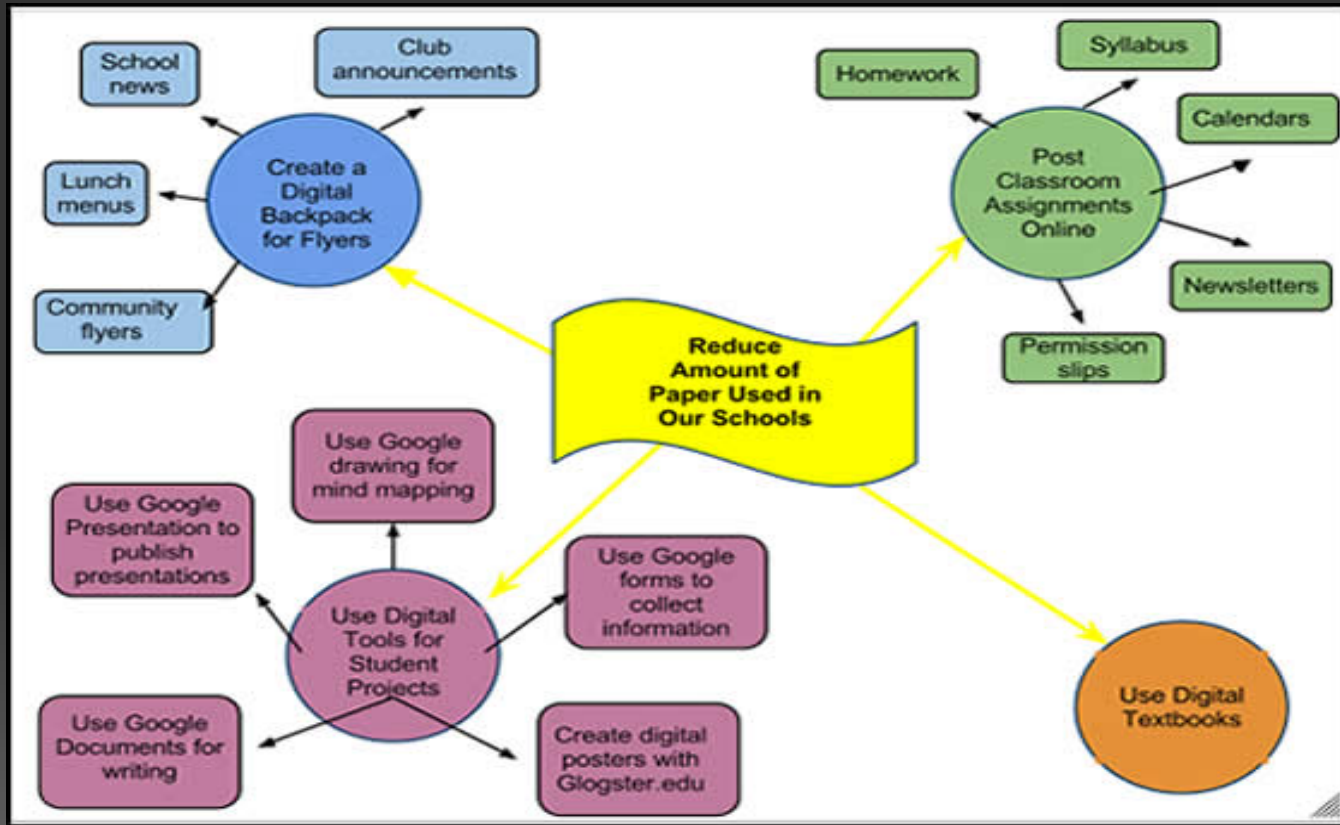 School
news
Club
announcements
Lunch
menus
Community
flyers
Create a
Digital
Backpack
for Flyers
Homework
Syllabus
Calendars
Newsletters
Permission
slips
Post
Classroom
Assignments
Online
Reduce
Amount of
Paper Used in
Our Schools
Use Google
drawing for
mind mapping
Use Google
Presentation to
publish
presentations
Use Google
forms to
collect
information
Use Digital
Tools for
Student
Projects
Use Google
Documents for
writing
Create digital
posters with
Glogster.edu
Use Digital
Textbooks